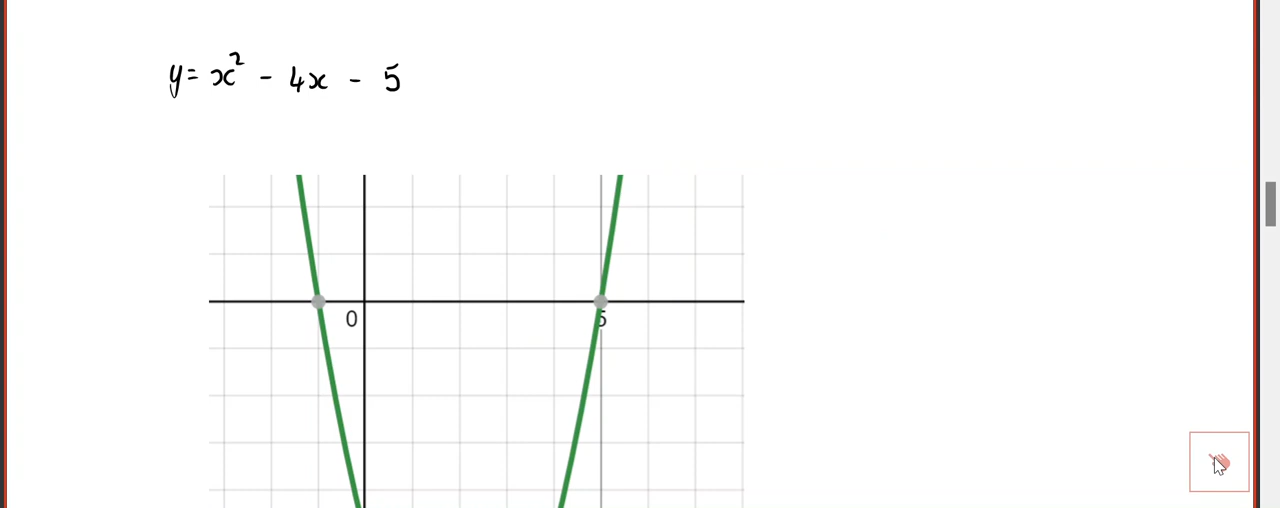 y = x² - 4x - 5
0
5